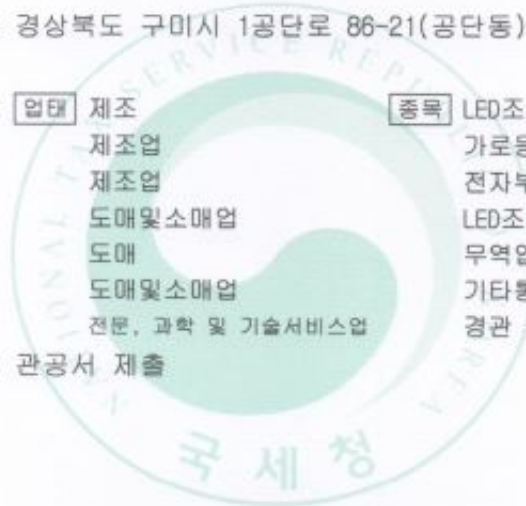 경상북도 구미시 1공단로 86-21(공단동)
업태 제조 종목 LED조
제조업 가로등
제조업 전자부
도매및소매업 LED조
도매 무역업
도매및소매업 기타통
전문, 과학 및 기술서비스업 경관
관공서 제출
국세청